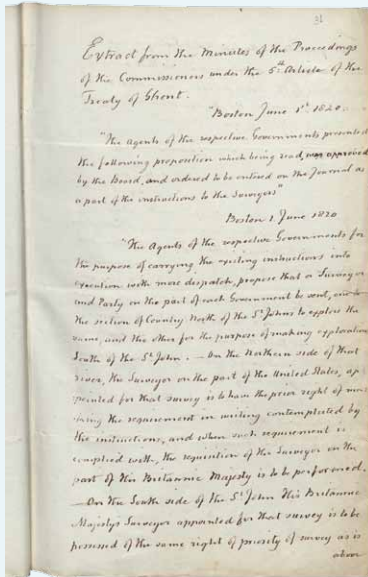 31
Extract from the Minutes of the Proceedings
of the Commissioners under the 5th Article of the
Treaty of Ghent.
"Boston June 1st 1820.
"The agents of the respective Governments presented
the following proposition which being read, was approved
by the Board, and ordered to be entered on the Journal as
a part of the instructions to the Surveyors"
Boston 1. June 1820
"The Agents of the respective Governments for
the purpose of carrying the existing instructions into
execution with more despatch, propose that a Surveyor
and Party on the part of each Government be sent, one to
the section of Country North of the St Johns to explore the
same, and the other for the purpose of making exploration
South of the St John. — On the Northern side of that
river, the Surveyor on the part of the United States, ap
pointed for that survey is to have the prior right of
the requirement in writing contemplated by
the instructions, and when such requirement is
complied with, the requisition of the Surveyor on the
part of His Britannic Majesty is to be performed.
— On the South side of the St John His Britannic
Majesty's Surveyor appointed for that survey is to be
possessed of the same right of priority of survey as is
above